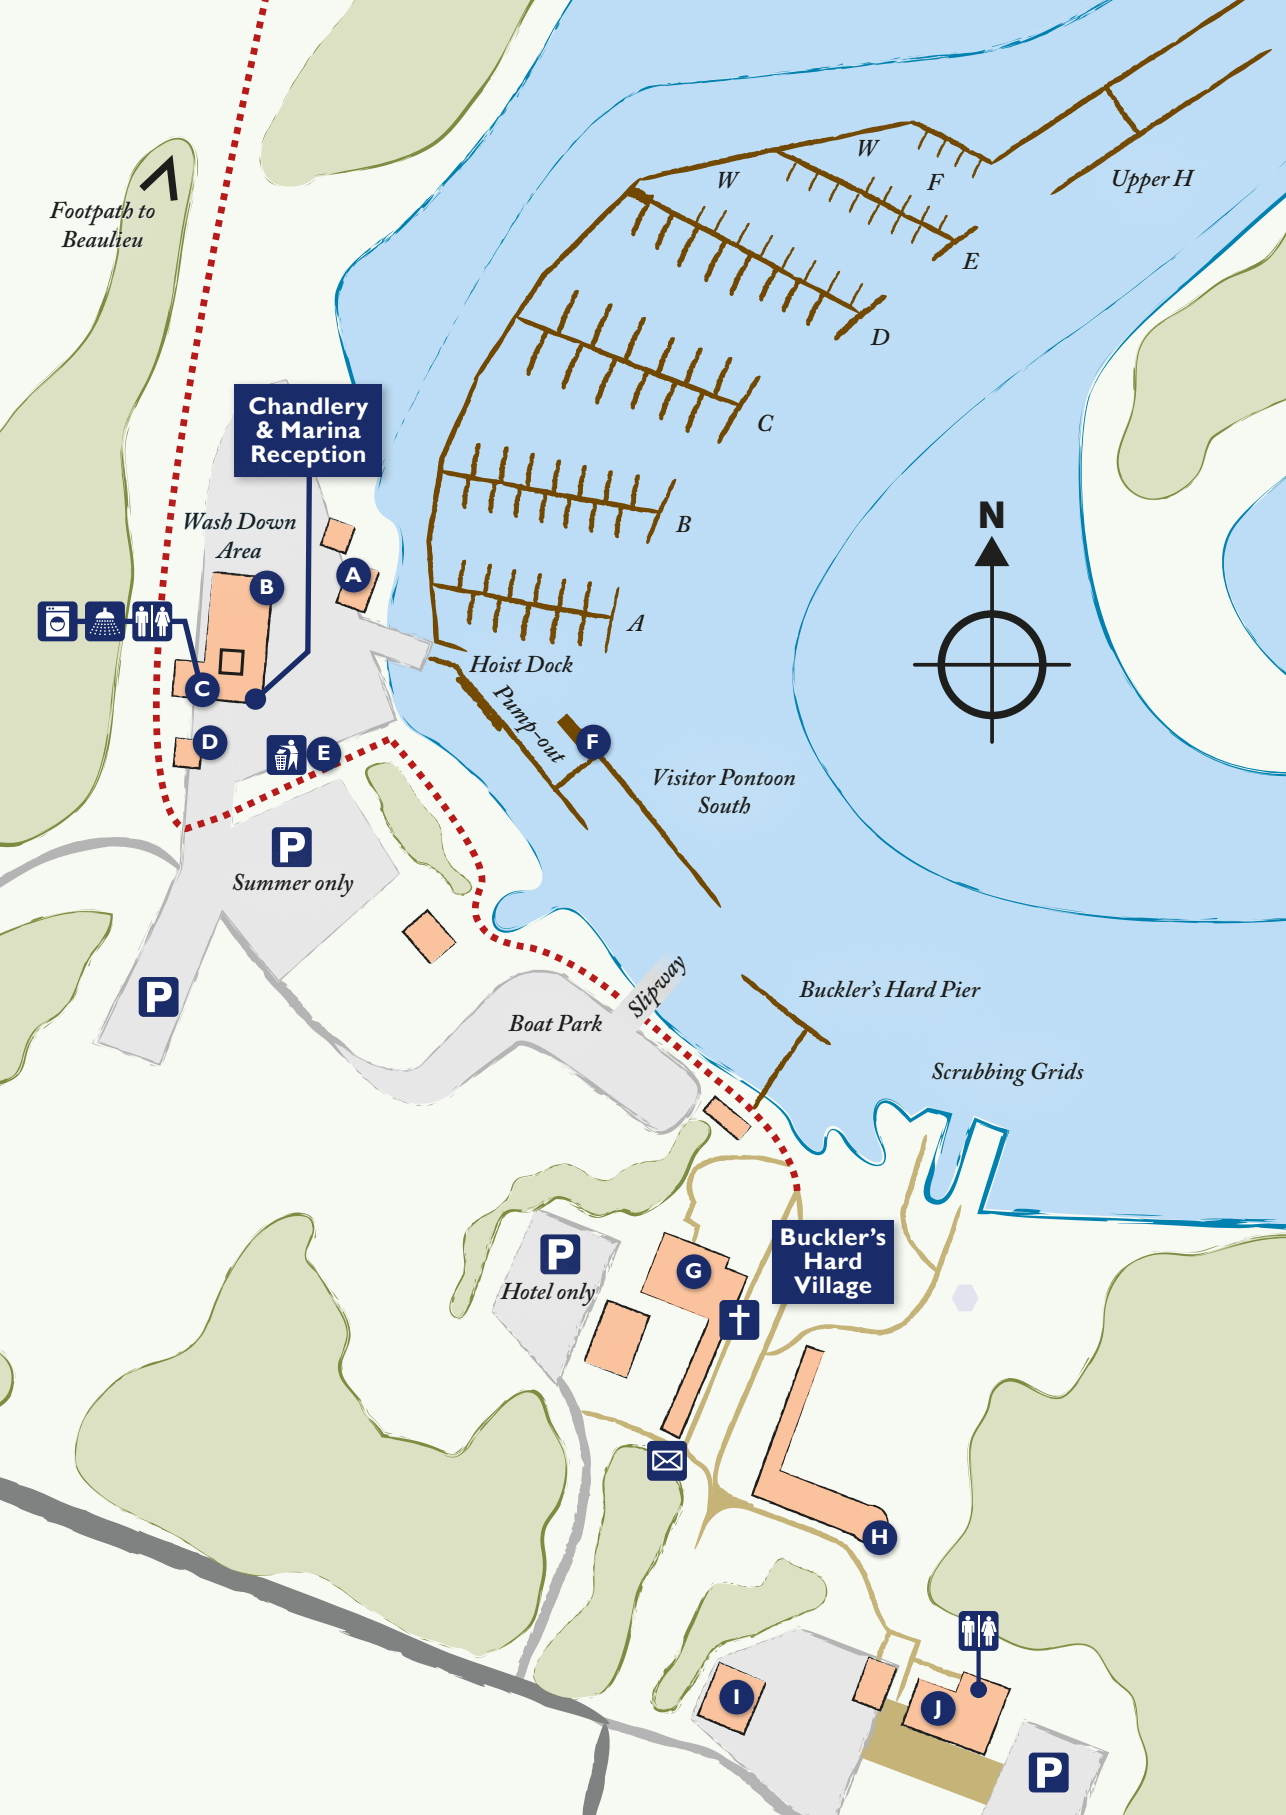 W
W
F
Upper H
Footpath to
Beaulieu
E
D
Chandlery
& Marina
Reception
C
N
Wash Down
Area
B
A
B
A
Hoist Dock
Pump-out
C
D
E
F
Visitor Pontoon
South
P
Summer only
P
Slipway
Boat Park
Buckler's Hard Pier
Scrubbing Grids
P
Hotel only
G
Buckler's
Hard
Village
H
I
J
P